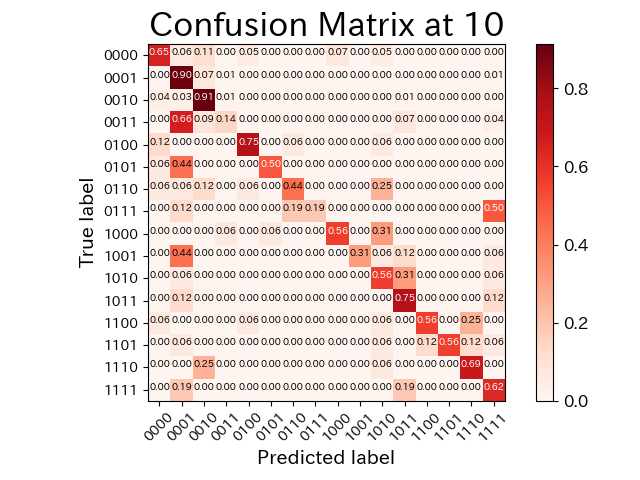 Confusion Matrix at 10
True label
0000 0.65 0.06 0.11 0.00 0.05 0.00 0.00 0.00 0.07 0.00 0.05 0.00 0.00 0.00 0.00 0.00
0001 0.00 0.90 0.07 0.01 0.00 0.00 0.00 0.00 0.00 0.00 0.00 0.00 0.00 0.00 0.00 0.01
0010 0.04 0.03 0.91 0.01 0.00 0.00 0.00 0.00 0.00 0.00 0.00 0.01 0.00 0.00 0.00 0.00
0011 0.00 0.66 0.09 0.14 0.00 0.00 0.00 0.00 0.00 0.00 0.00 0.07 0.00 0.00 0.00 0.04
0100 0.12 0.00 0.00 0.00 0.75 0.00 0.06 0.00 0.00 0.00 0.06 0.00 0.00 0.00 0.00 0.00
0101 0.06 0.44 0.00 0.00 0.00 0.50 0.00 0.00 0.00 0.00 0.00 0.00 0.00 0.00 0.00 0.00
0110 0.06 0.06 0.12 0.00 0.06 0.00 0.44 0.00 0.00 0.00 0.25 0.00 0.00 0.00 0.00 0.00
0111 0.00 0.12 0.00 0.00 0.00 0.00 0.19 0.19 0.00 0.00 0.00 0.00 0.00 0.00 0.00 0.50
1000 0.00 0.00 0.00 0.06 0.00 0.06 0.00 0.00 0.56 0.00 0.31 0.00 0.00 0.00 0.00 0.00
1001 0.00 0.44 0.00 0.00 0.00 0.00 0.00 0.00 0.00 0.31 0.06 0.12 0.00 0.00 0.00 0.06
1010 0.00 0.06 0.00 0.00 0.00 0.00 0.00 0.00 0.00 0.00 0.56 0.31 0.00 0.00 0.00 0.06
1011 0.00 0.12 0.00 0.00 0.00 0.00 0.00 0.00 0.00 0.00 0.00 0.75 0.00 0.00 0.00 0.12
1100 0.06 0.00 0.00 0.00 0.06 0.00 0.00 0.00 0.00 0.00 0.06 0.00 0.56 0.00 0.25 0.00
1101 0.00 0.06 0.00 0.00 0.00 0.00 0.00 0.00 0.00 0.00 0.06 0.00 0.12 0.56 0.12 0.06
1110 0.00 0.00 0.25 0.00 0.00 0.00 0.00 0.00 0.00 0.00 0.06 0.00 0.00 0.00 0.69 0.00
1111 0.00 0.19 0.00 0.00 0.00 0.00 0.00 0.00 0.00 0.00 0.00 0.19 0.00 0.00 0.00 0.62
0000 0001 0010 0011 0100 0101 0110 0111 1000 1001 1010 1011 1100 1101 1110 1111
Predicted label
0.8
0.6
0.4
0.2
0.0